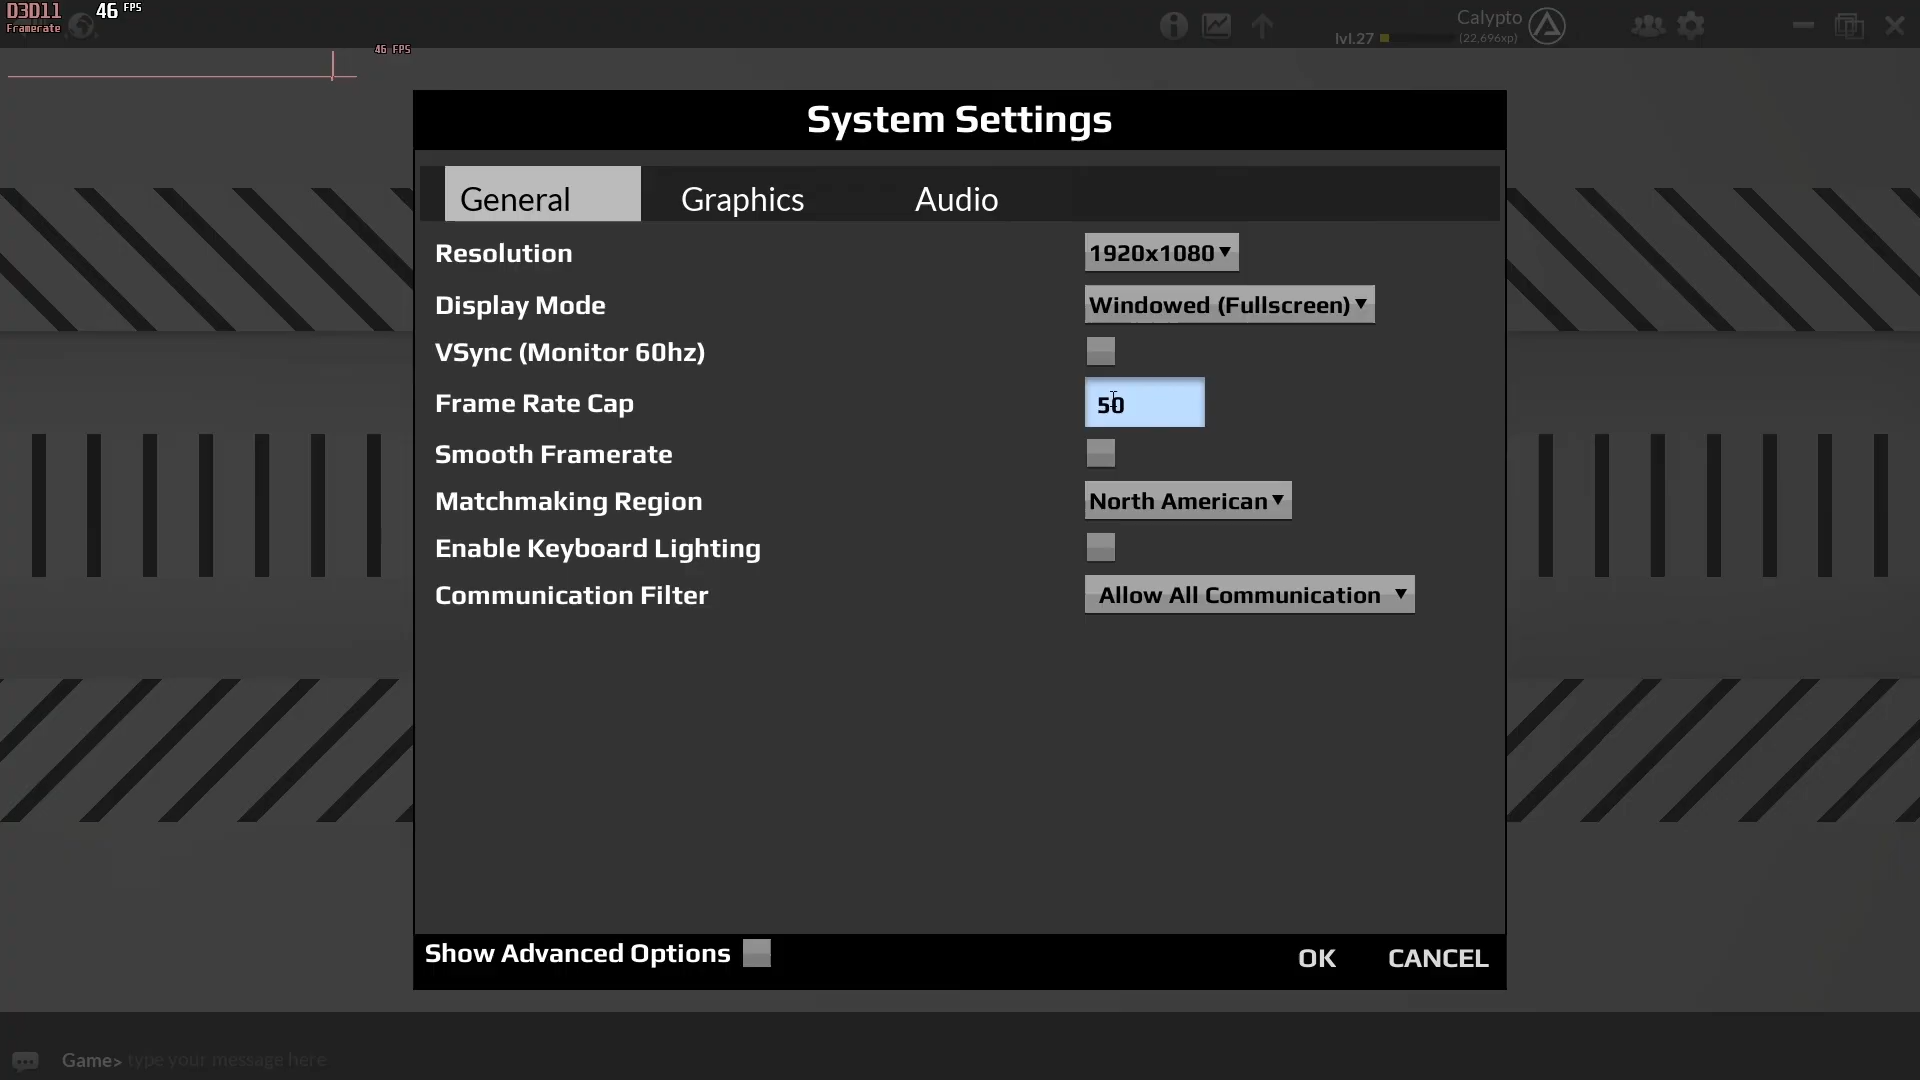 D3D11 46 FPS
Framerate
46 FPS
Calypto
lvl.27 (22,696xp)
System Settings
General Graphics Audio
Resolution 1920x1080
Display Mode Windowed (Fullscreen)
VSync (Monitor 60hz)
Frame Rate Cap 50
Smooth Framerate
Matchmaking Region North American
Enable Keyboard Lighting
Communication Filter Allow All Communication
Show Advanced Options OK CANCEL
Game> type your message here